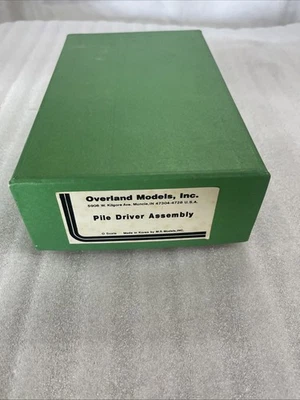 Overland Models, Inc.
5908 W. Kilgore Ave. Muncie, IN 47304-4728 U.S.A.
Pile Driver Assembly
O Scale Made in Korea by M.S. Models, INC.